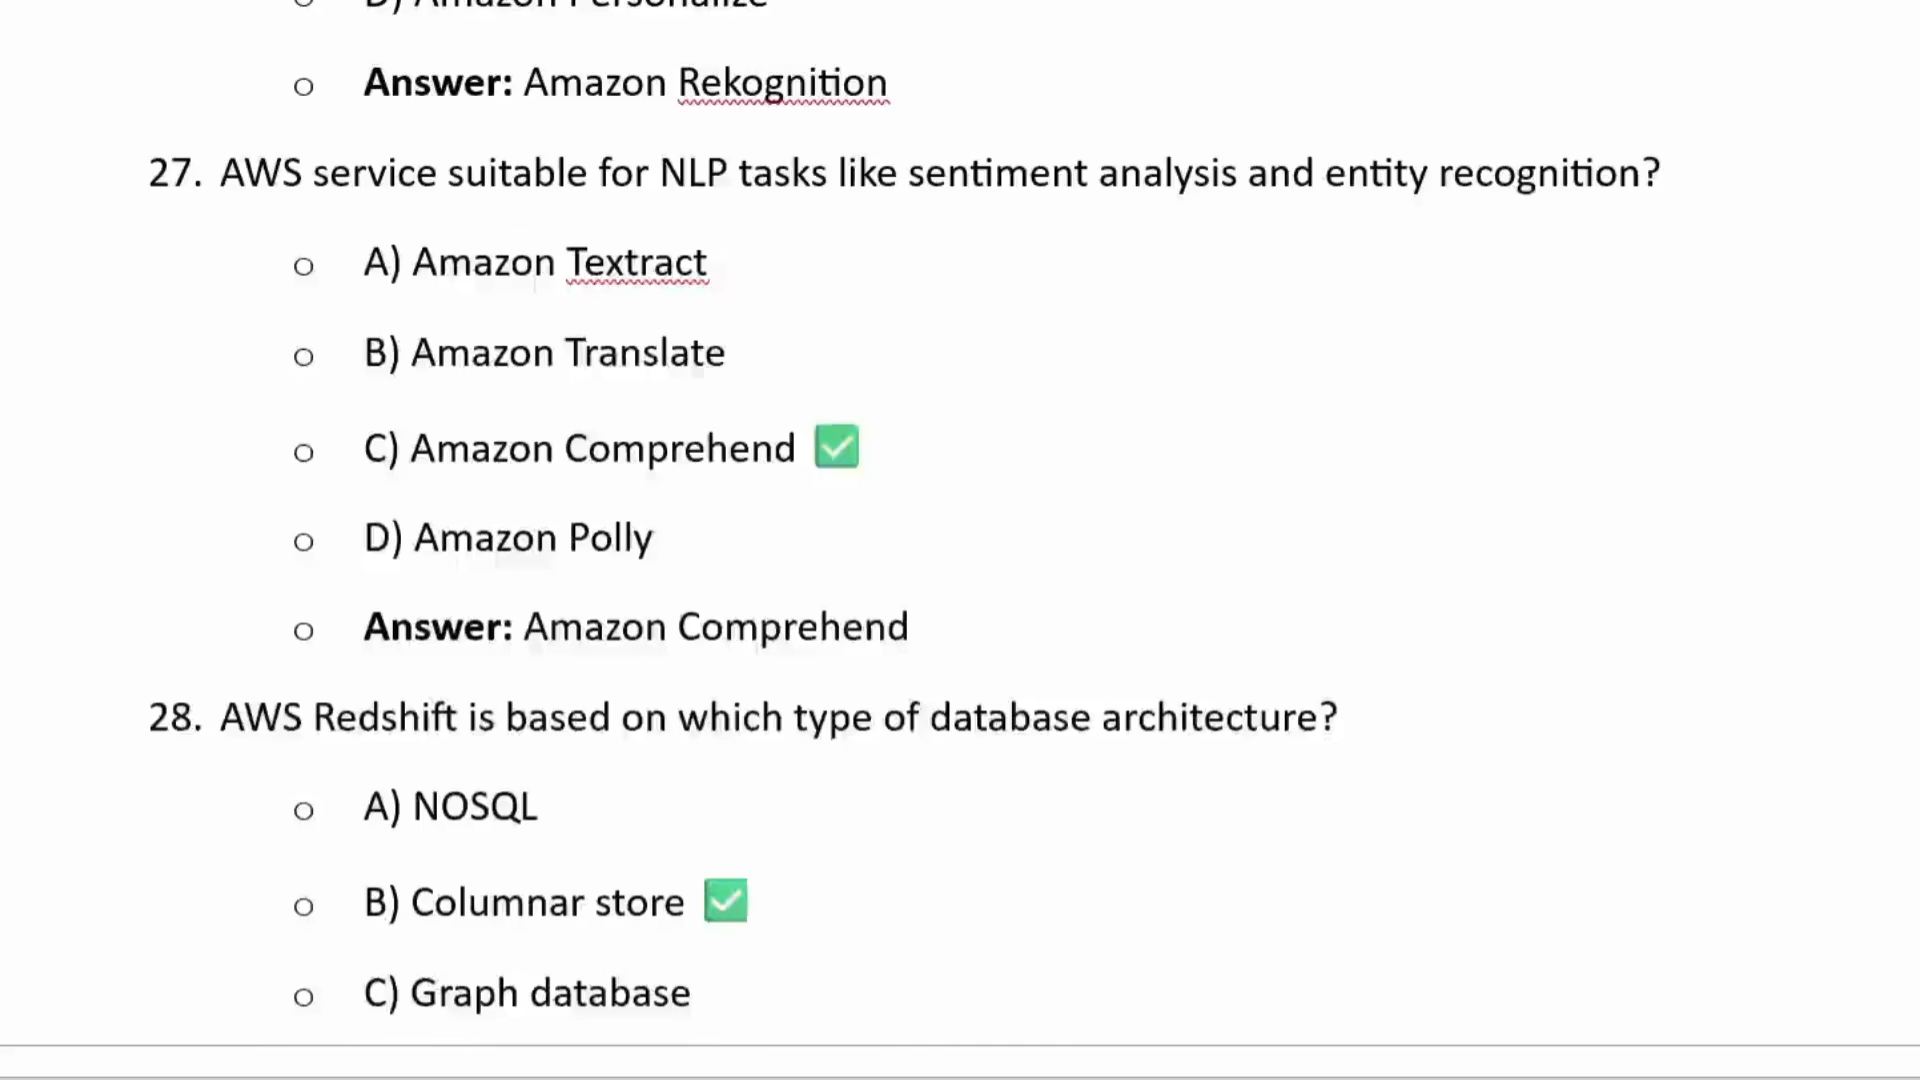 D) Amazon Personalize
Answer: Amazon Rekognition
27. AWS service suitable for NLP tasks like sentiment analysis and entity recognition?
A) Amazon Textract
B) Amazon Translate
C) Amazon Comprehend ✅
D) Amazon Polly
Answer: Amazon Comprehend
28. AWS Redshift is based on which type of database architecture?
A) NOSQL
B) Columnar store ✅
C) Graph database